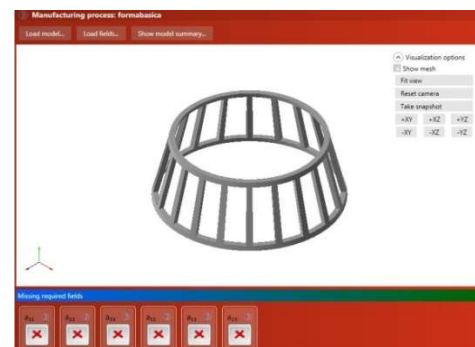 Manufacturing process: formabasica
Load model... Load fields... Show model summary...
Visualization options
Show mesh
Fit view
Reset camera
Take snapshot
+XY +XZ +YZ
-XY -XZ -YZ
Missing required fields